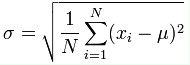 σ = √(1/N ∑_{i=1}^{N} (x_i − μ)²)